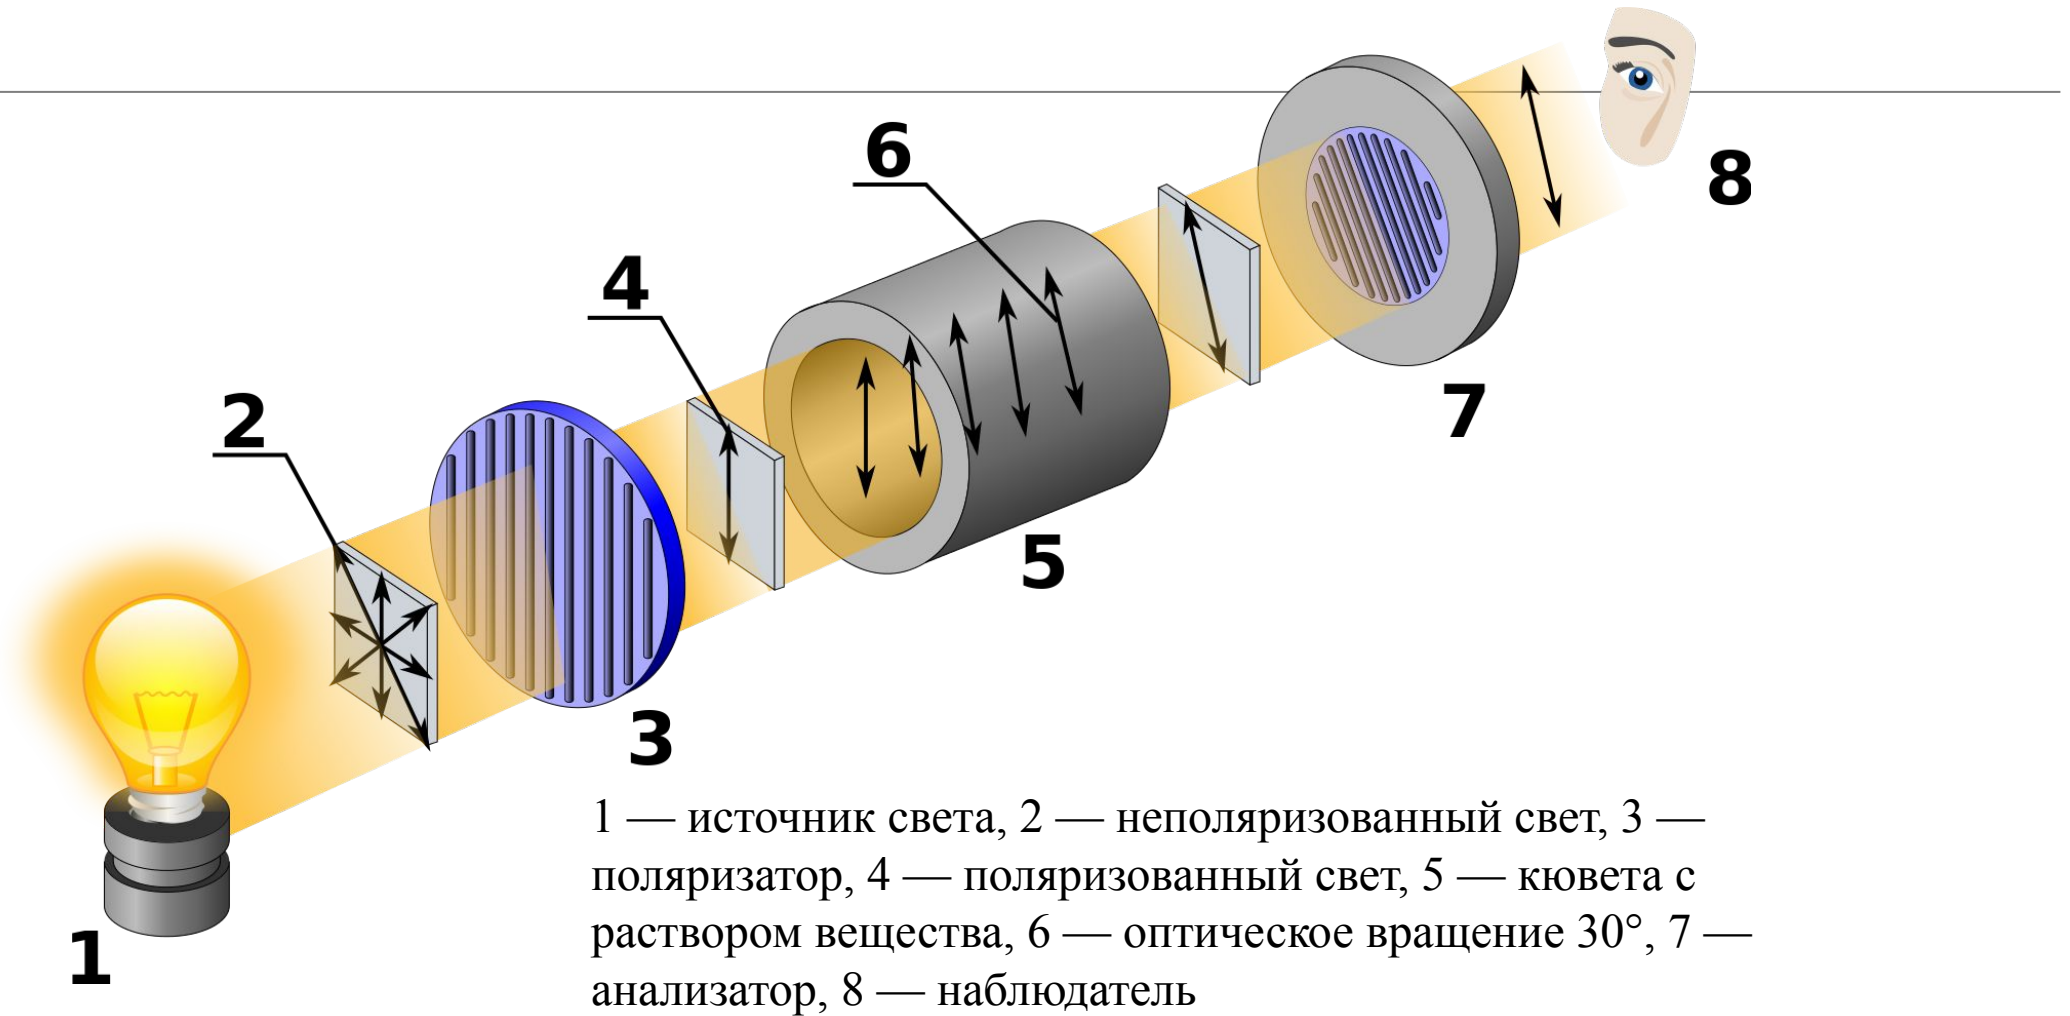 6
8
4
2
7
5
3
1 — источник света, 2 — неполяризованный свет, 3 —
поляризатор, 4 — поляризованный свет, 5 — кювета с
раствором вещества, 6 — оптическое вращение 30°, 7 —
анализатор, 8 — наблюдатель
1